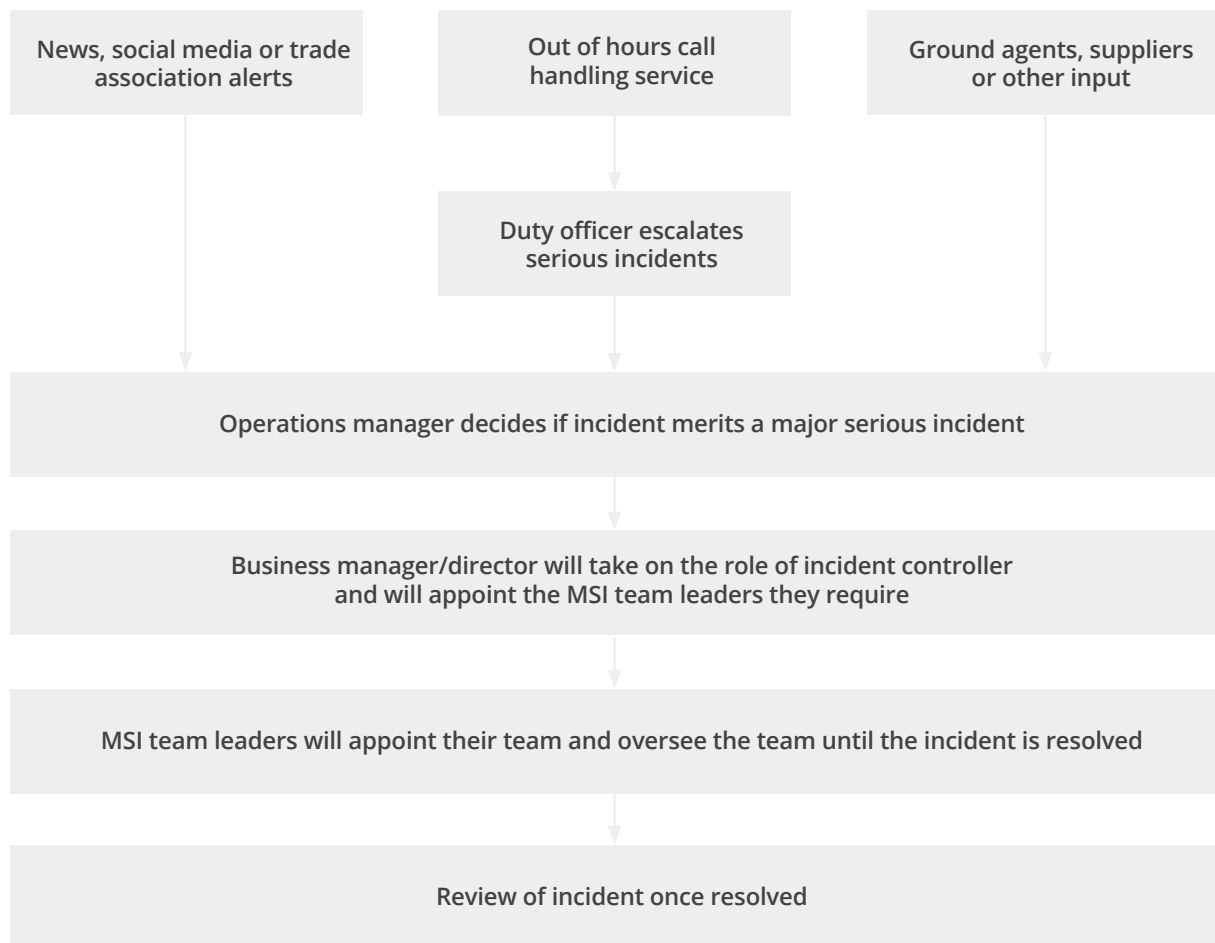 News, social media or trade
association alerts
Out of hours call
handling service
Ground agents, suppliers
or other input
Duty officer escalates
serious incidents
Operations manager decides if incident merits a major serious incident
Business manager/director will take on the role of incident controller
and will appoint the MSI team leaders they require
MSI team leaders will appoint their team and oversee the team until the incident is resolved
Review of incident once resolved